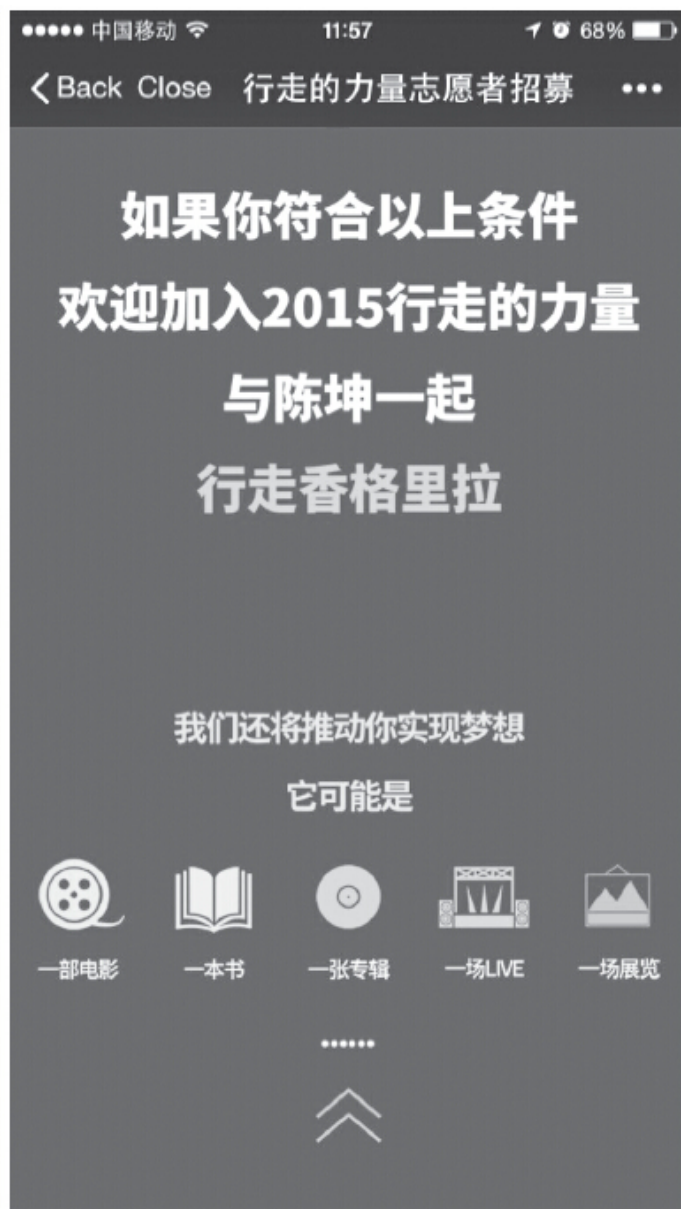 中国移动 11:57 68%
Back Close 行走的力量志愿者招募
如果你符合以上条件
欢迎加入2015行走的力量
与陈坤一起
行走香格里拉
我们还将推动你实现梦想
它可能是
一部电影 一本书 一张专辑 一场LIVE 一场展览
······